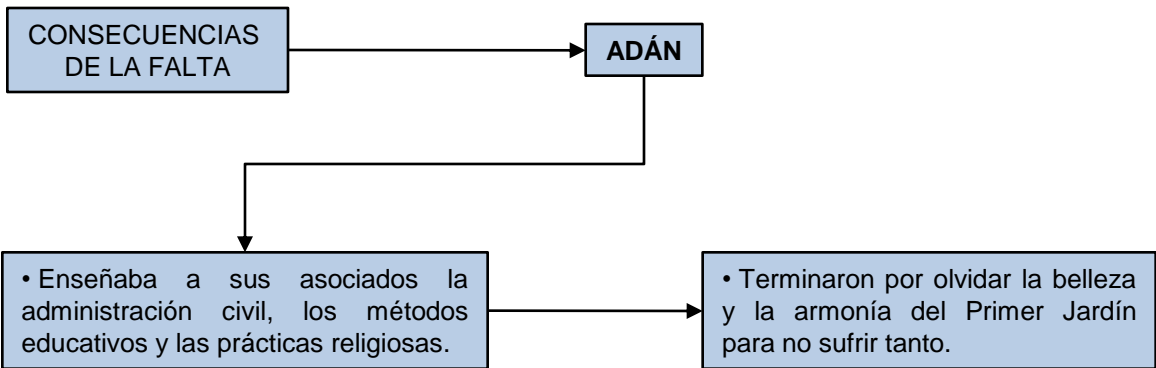 CONSECUENCIAS
DE LA FALTA
ADÁN
• Enseñaba a sus asociados la
administración civil, los métodos
educativos y las prácticas religiosas.
• Terminaron por olvidar la belleza
y la armonía del Primer Jardín
para no sufrir tanto.